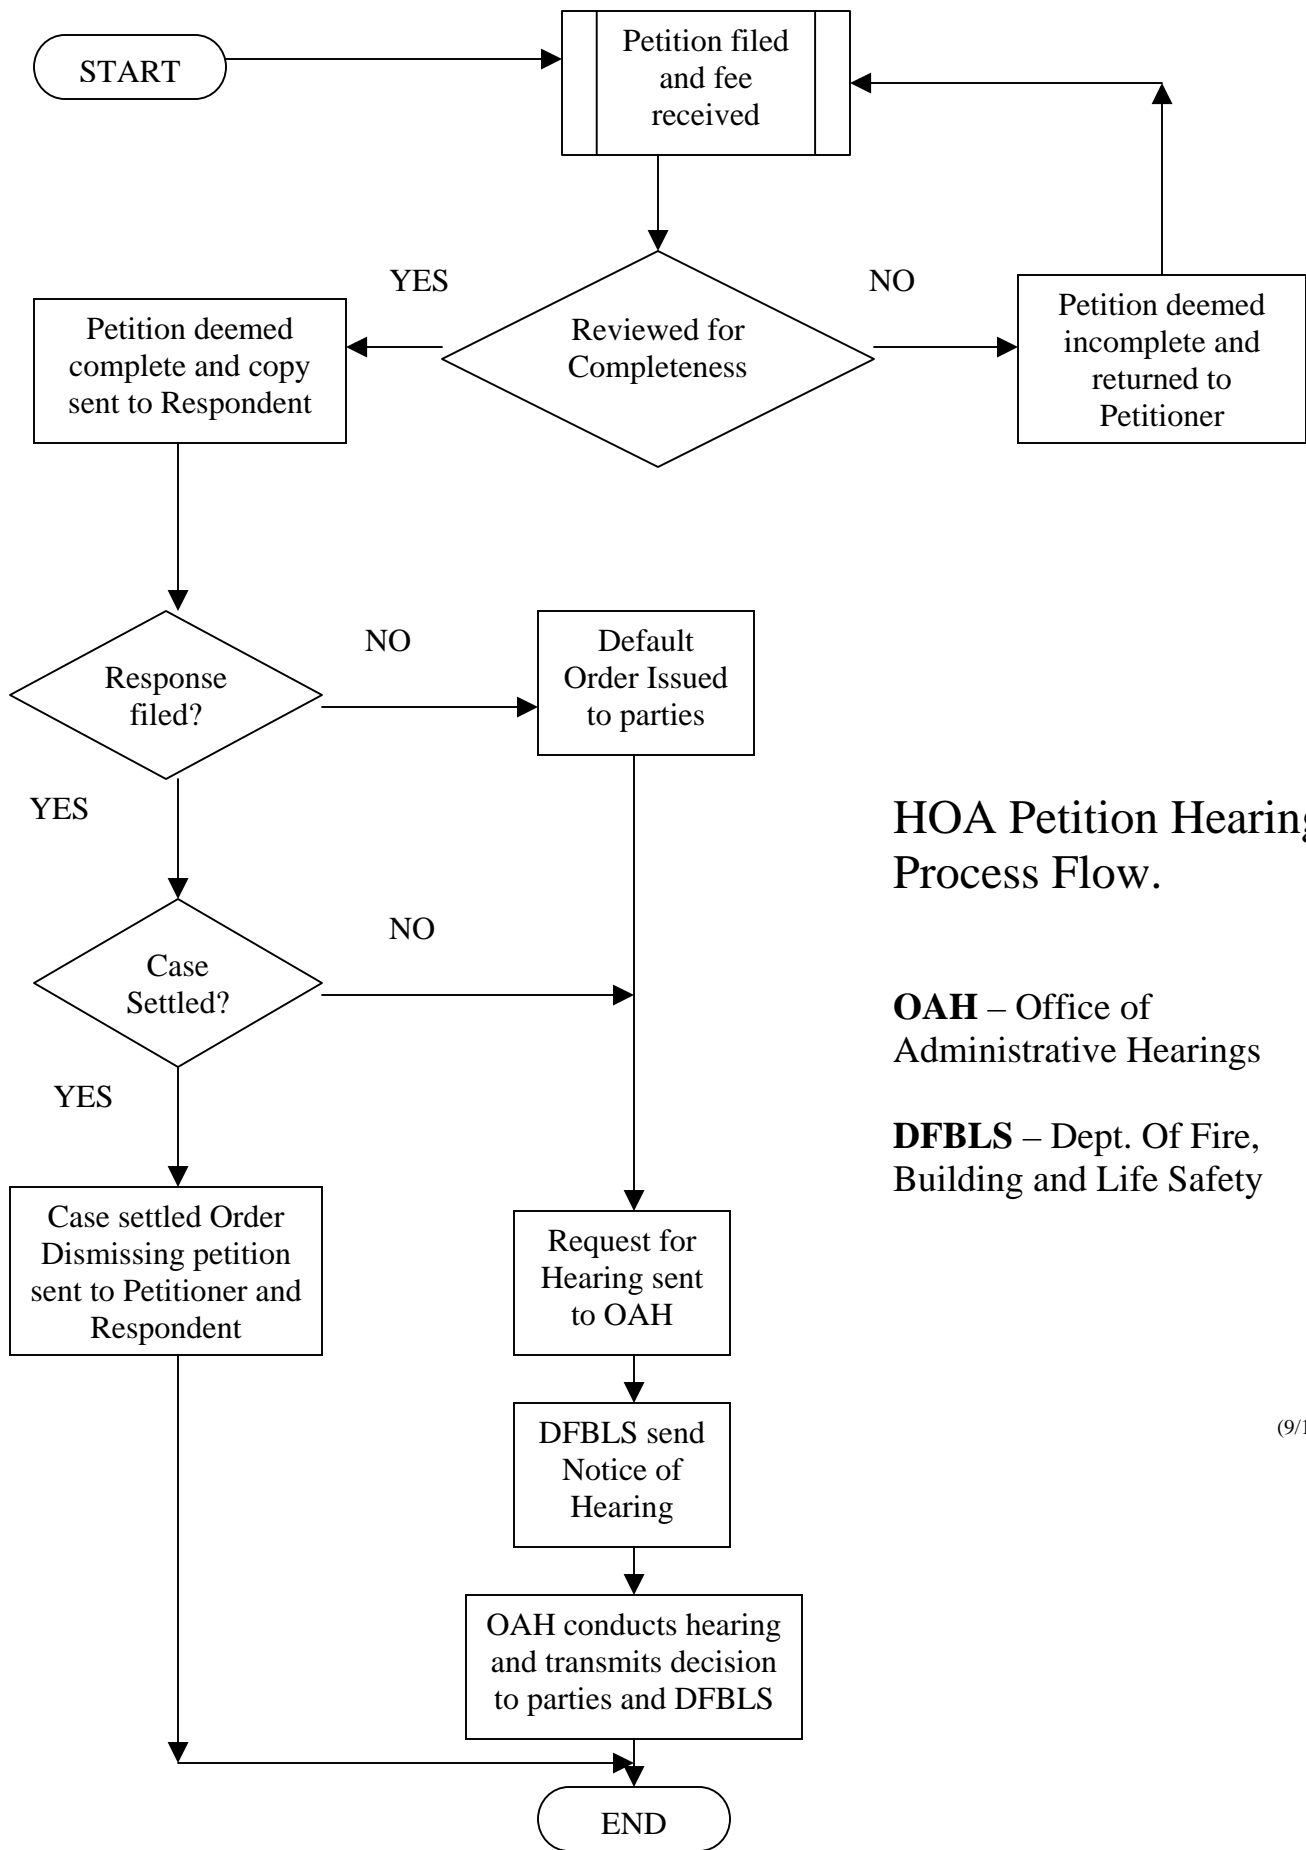 START
Petition filed
and fee
received
YES
NO
Reviewed for
Completeness
Petition deemed
complete and copy
sent to Respondent
Petition deemed
incomplete and
returned to
Petitioner
Response
filed?
NO
Default
Order Issued
to parties
YES
HOA Petition Hearing
Process Flow.
Case
Settled?
NO
OAH – Office of
Administrative Hearings
YES
DFBLS – Dept. Of Fire,
Building and Life Safety
Case settled Order
Dismissing petition
sent to Petitioner and
Respondent
Request for
Hearing sent
to OAH
DFBLS send
Notice of
Hearing
(9/1
OAH conducts hearing
and transmits decision
to parties and DFBLS
END